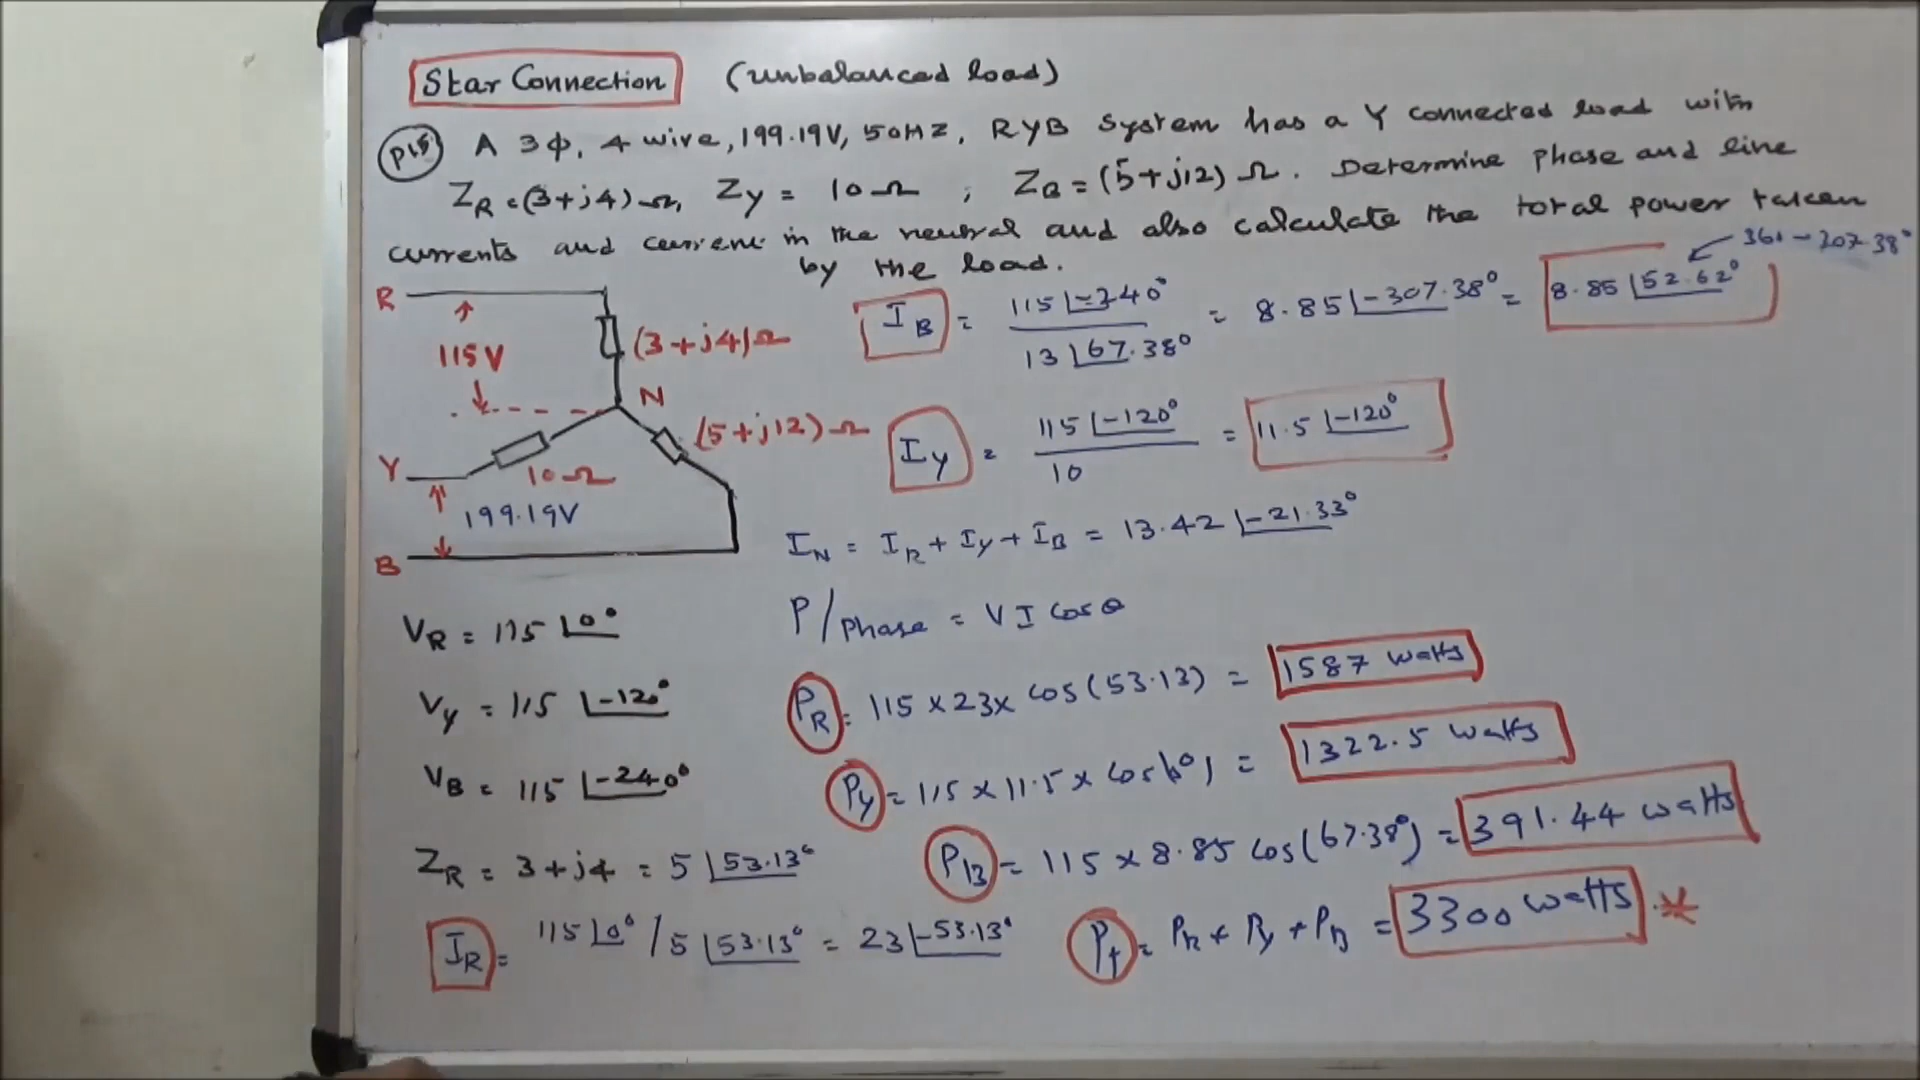 Star Connection (unbalanced load)
P15 A 3φ, 4 wire, 199.19V, 50HZ, RYB System has a Y connected load with
ZR = (3+j4)Ω, ZY = 10Ω ; ZB = (5+j12)Ω. Determine phase and line
currents and current in the neutral and also calculate the total power taken
by the load.
R
115V
(3+j4)Ω
N
(5+j12)Ω
Y
10Ω
199.19V
B
VR = 115 ∠0°
VY = 115 ∠-120°
VB = 115 ∠-240°
ZR = 3+j4 = 5 ∠53.13°
IR = 115∠0° / 5∠53.13° = 23∠-53.13°
360-307.38°
IB = 115∠-240° / 13∠67.38° = 8.85∠-307.38° = 8.85∠52.62°
IY = 115∠-120° / 10 = 11.5∠-120°
IN = IR + IY + IB = 13.42∠-21.33°
P/Phase = VI Cosθ
PR = 115×23×cos(53.13) = 1587 watts
PY = 115×11.5×cos(0°) = 1322.5 watts
PB = 115×8.85 cos(67.38°) = 391.44 watts
Pt = PR + PY + PB = 3300 watts.*